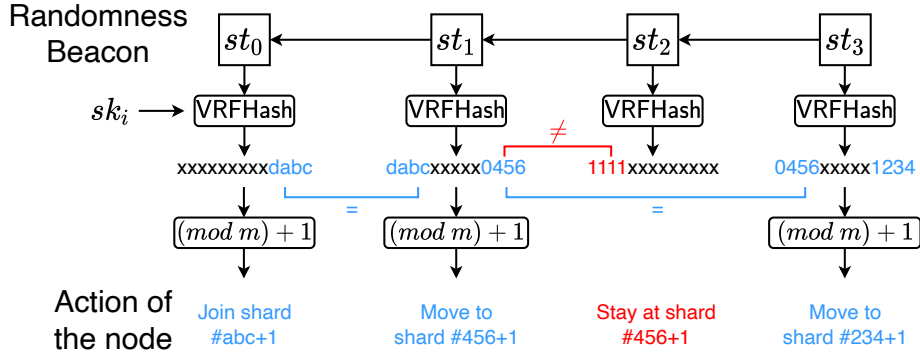 Randomness
Beacon
st₀
st₁
st₂
st₃
skᵢ
VRFHash
VRFHash
VRFHash
VRFHash
≠
xxxxxxxxxdabc
dabcxxxxx0456
1111xxxxxxxxx
0456xxxxx1234
=
=
(mod m) + 1
(mod m) + 1
(mod m) + 1
Action of
the node
Join shard
#abc+1
Move to
shard #456+1
Stay at shard
#456+1
Move to
shard #234+1